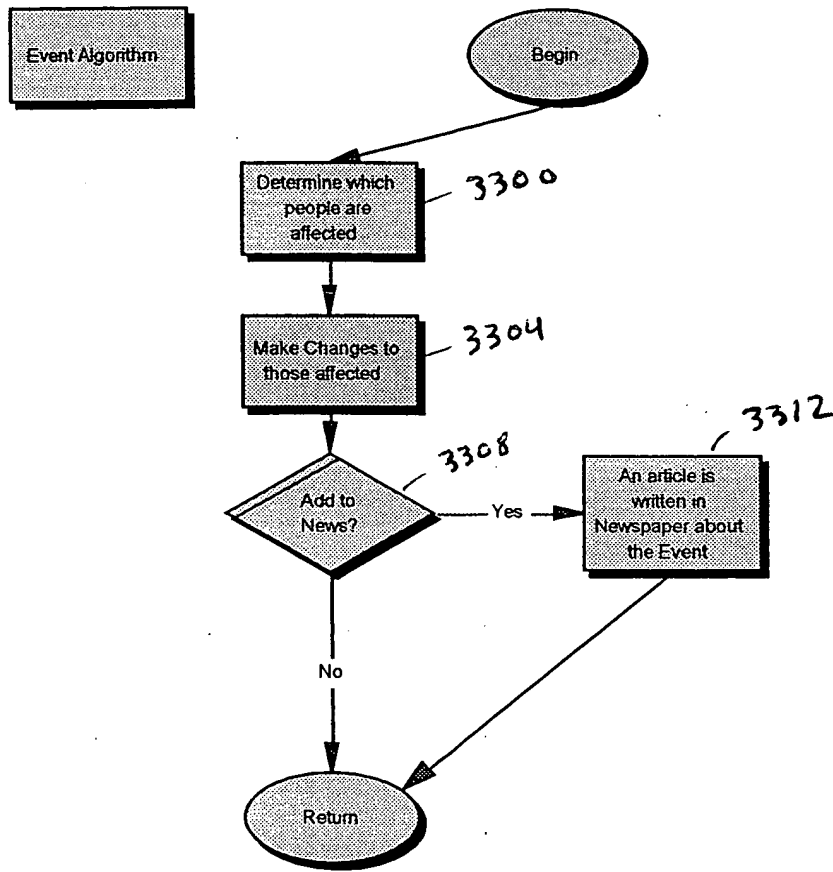 Event Algorithm
Begin
Determine which
people are
affected
3300
Make Changes to
those affected
3304
Add to
News?
3308
Yes
An article is
written in
Newspaper about
the Event
3312
No
Return